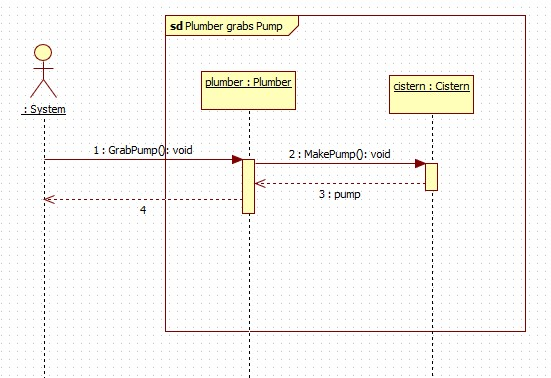 sd Plumber grabs Pump
plumber : Plumber
cistern : Cistern
: System
1 : GrabPump(): void
2 : MakePump(): void
3 : pump
4